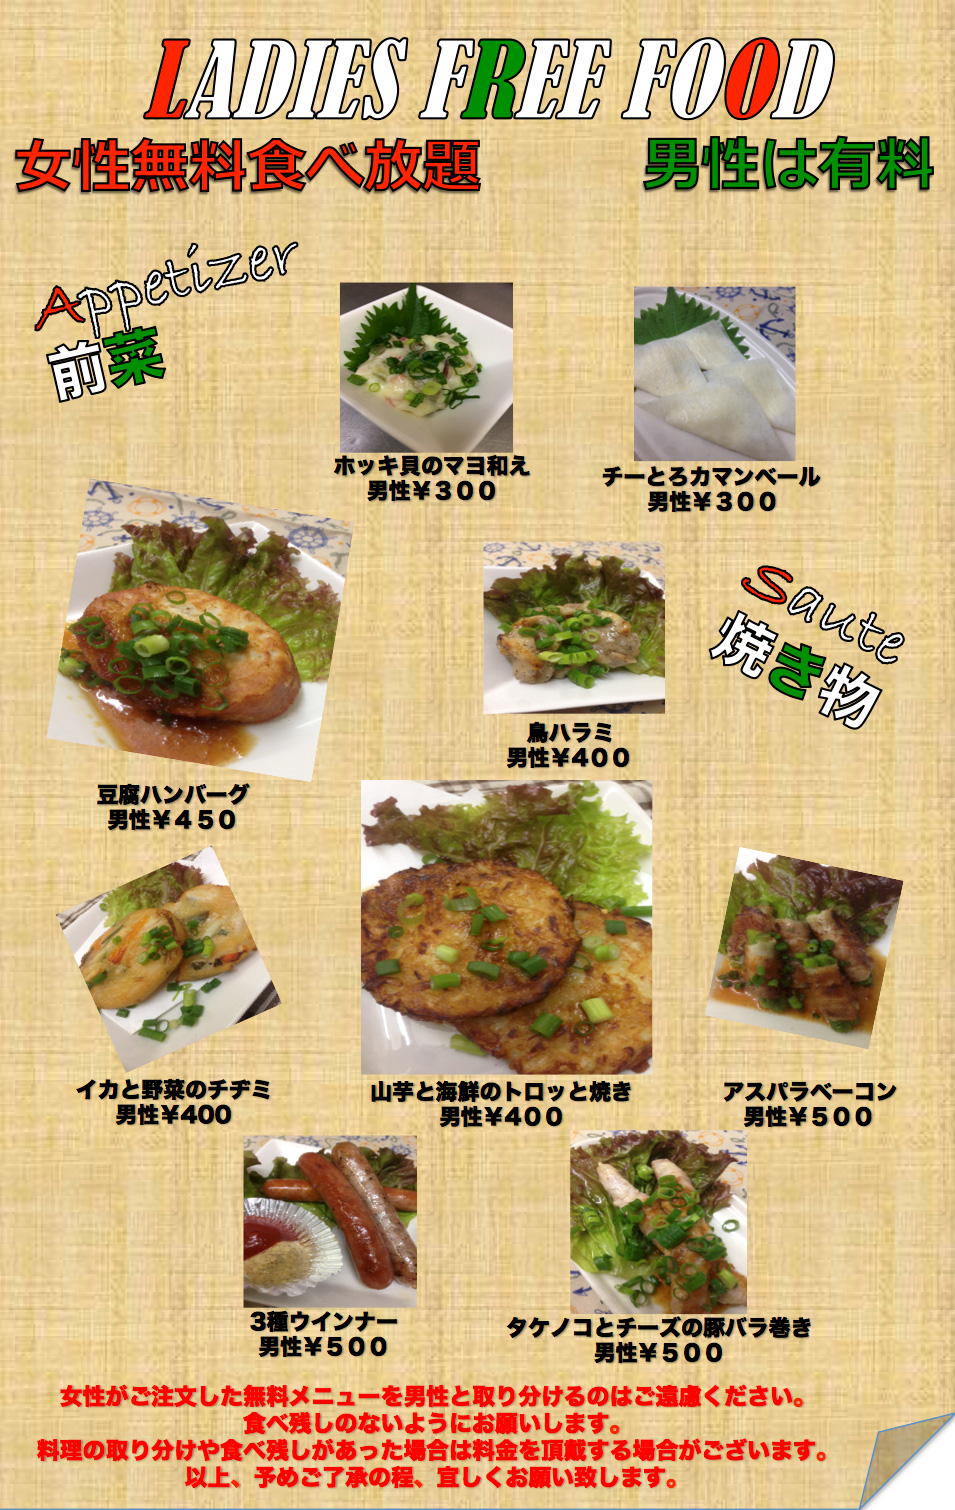 LADIES FREE FOOD
女性無料食べ放題
男性は有料
Appetizer
前菜
ホッキ貝のマヨ和え
男性￥３００
チーとろカマンベール
男性￥３００
Saute
焼き物
鳥ハラミ
男性￥4００
豆腐ハンバーグ
男性￥４５０
イカと野菜のチヂミ
男性￥400
山芋と海鮮のトロッと焼き
男性￥4００
アスパラベーコン
男性￥５００
3種ウインナー
男性￥５００
タケノコとチーズの豚バラ巻き
男性￥５００
女性がご注文した無料メニューを男性と取り分けるのはご遠慮ください。
食べ残しのないようにお願いします。
料理の取り分けや食べ残しがあった場合は料金を頂戴する場合がございます。
以上、予めご了承の程、宜しくお願い致します。